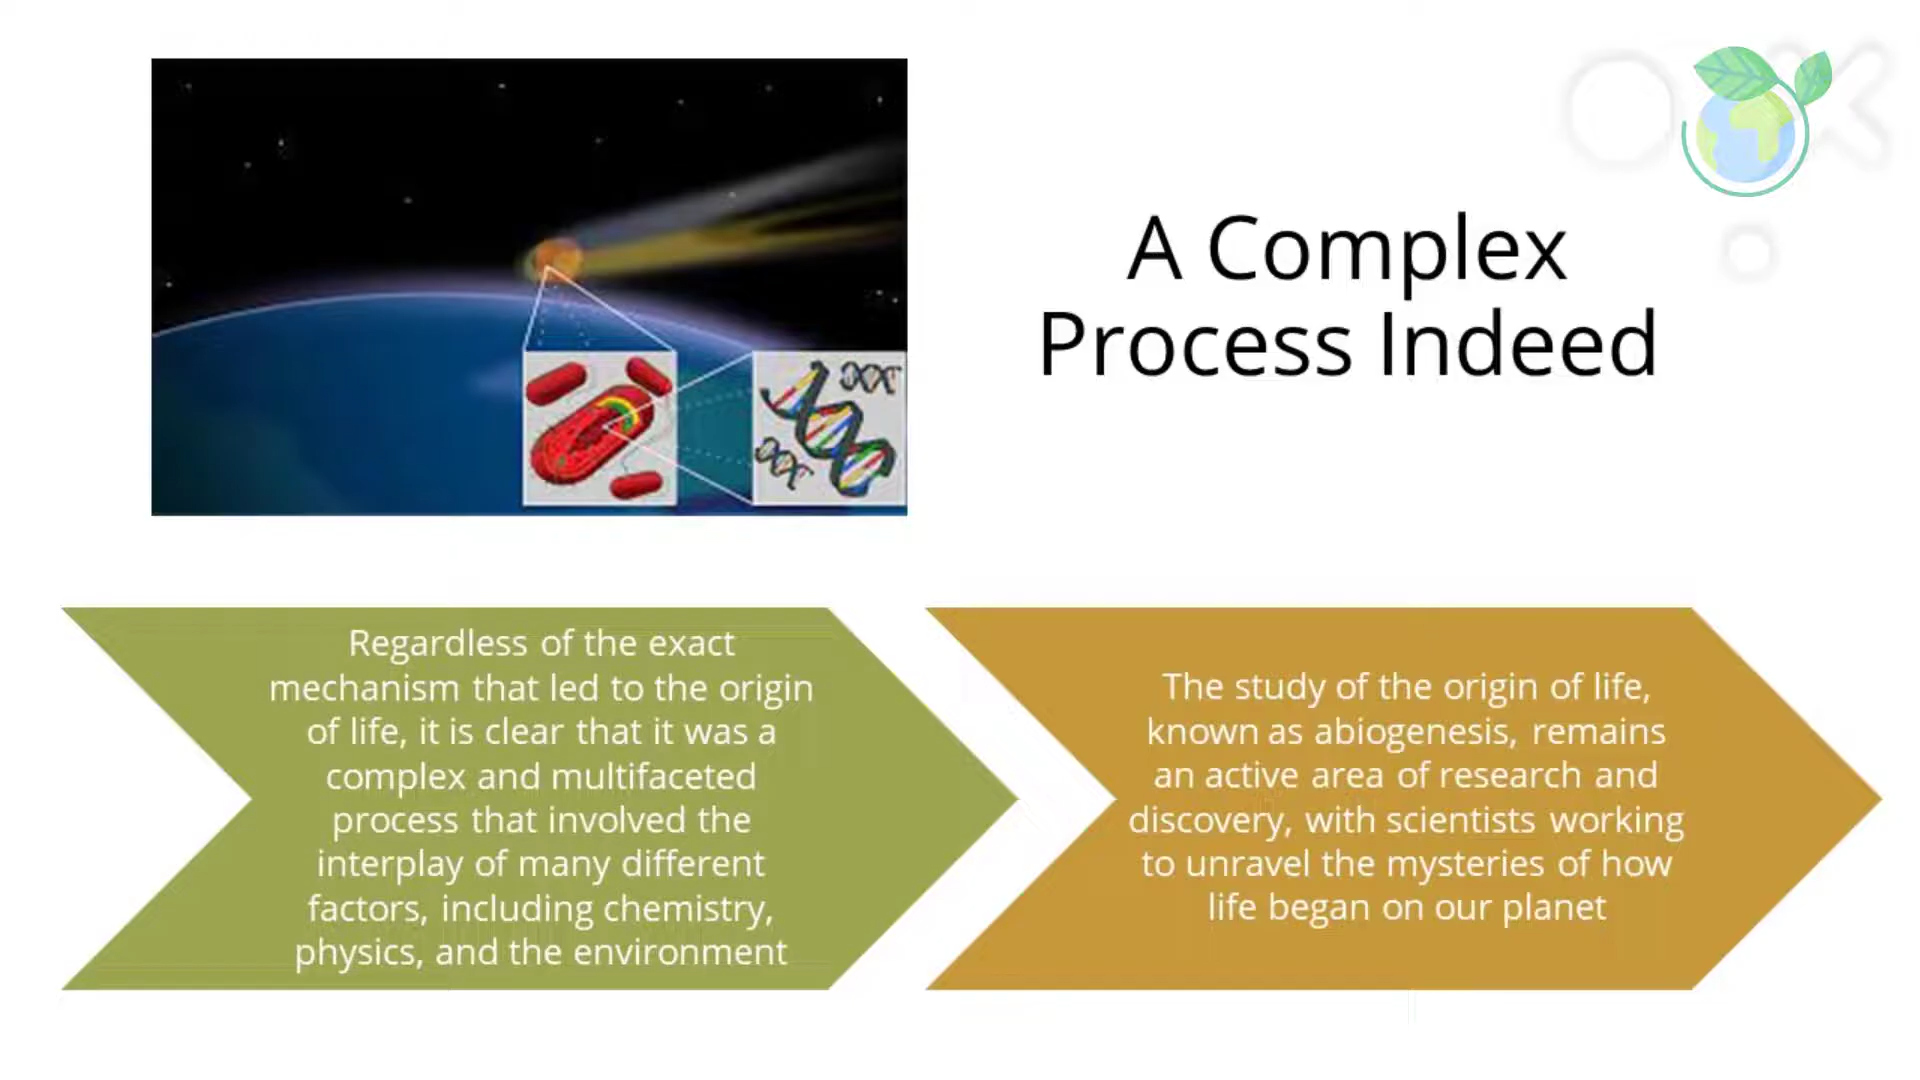 A Complex
Process Indeed
Regardless of the exact
mechanism that led to the origin
of life, it is clear that it was a
complex and multifaceted
process that involved the
interplay of many different
factors, including chemistry,
physics, and the environment
The study of the origin of life,
known as abiogenesis, remains
an active area of research and
discovery, with scientists working
to unravel the mysteries of how
life began on our planet